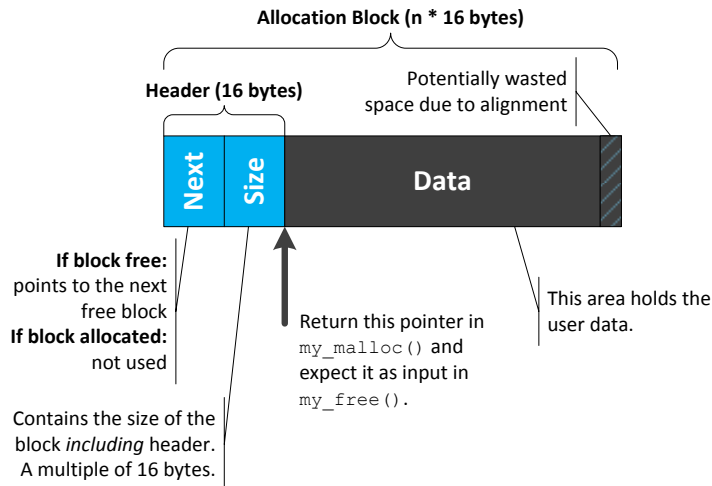 Allocation Block (n * 16 bytes)
Header (16 bytes)
Potentially wasted
space due to alignment
Next
Size
Data
If block free:
points to the next
free block
If block allocated:
not used
Return this pointer in
my_malloc() and
expect it as input in
my_free().
This area holds the
user data.
Contains the size of the
block including header.
A multiple of 16 bytes.